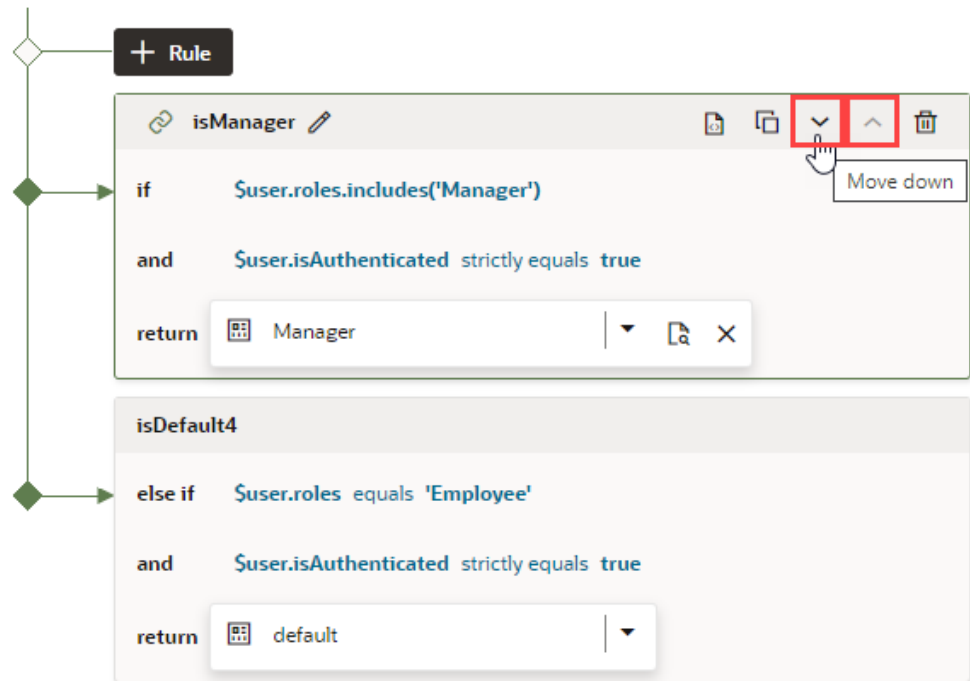 + Rule
isManager
Move down
if $user.roles.includes('Manager')
and $user.isAuthenticated strictly equals true
return Manager
isDefault4
else if $user.roles equals 'Employee'
and $user.isAuthenticated strictly equals true
return default